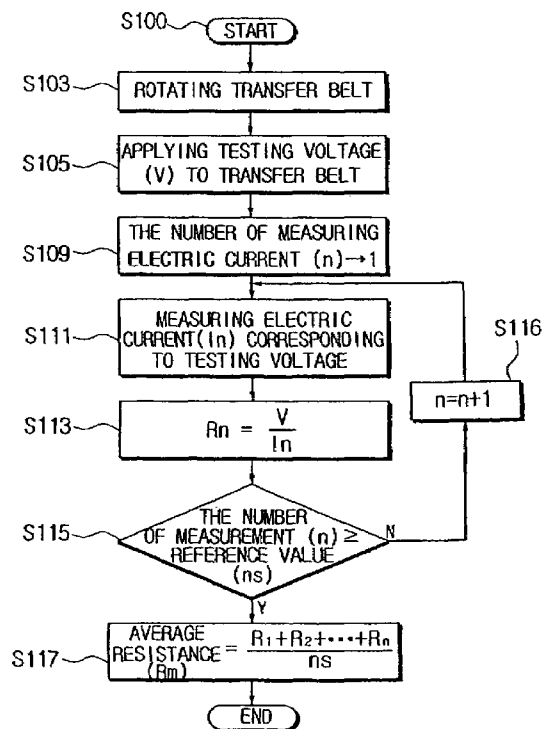 S100
START
S103
ROTATING TRANSFER BELT
S105
APPLYING TESTING VOLTAGE
(V) TO TRANSFER BELT
S109
THE NUMBER OF MEASURING
ELECTRIC CURRENT (n)→1
S111
MEASURING ELECTRIC
CURRENT(In) CORRESPONDING
TO TESTING VOLTAGE
S116
n=n+1
S113
Rn = V / In
S115
THE NUMBER
OF MEASUREMENT (n) ≥
REFERENCE VALUE
(ns)
N
Y
S117
AVERAGE
RESISTANCE = R1+R2+•••+Rn / ns
(Rm)
END